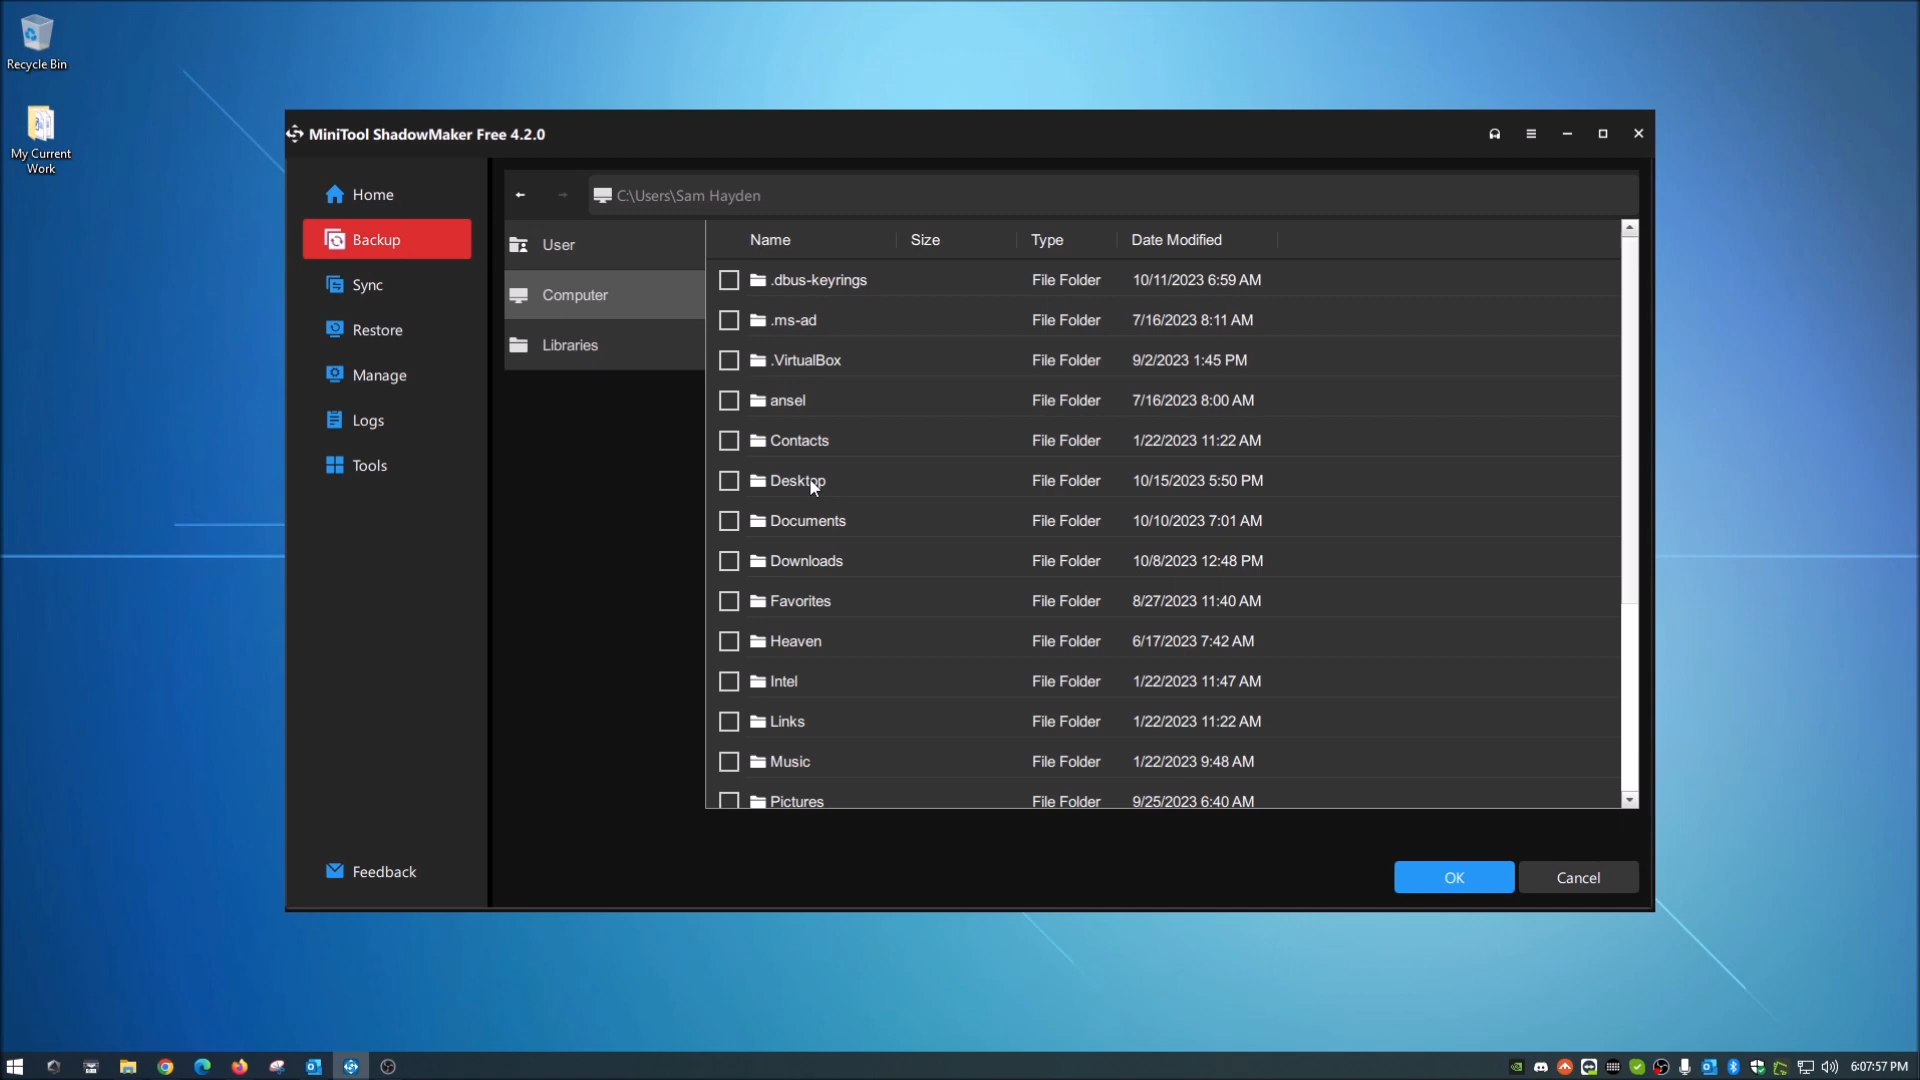 Recycle Bin
My Current
Work
MiniTool ShadowMaker Free 4.2.0
Home
Backup
Sync
Restore
Manage
Logs
Tools
Feedback
C:\Users\Sam Hayden
User
Computer
Libraries
Name Size Type Date Modified
.dbus-keyrings File Folder 10/11/2023 6:59 AM
.ms-ad File Folder 7/16/2023 8:11 AM
.VirtualBox File Folder 9/2/2023 1:45 PM
ansel File Folder 7/16/2023 8:00 AM
Contacts File Folder 1/22/2023 11:22 AM
Desktop File Folder 10/15/2023 5:50 PM
Documents File Folder 10/10/2023 7:01 AM
Downloads File Folder 10/8/2023 12:48 PM
Favorites File Folder 8/27/2023 11:40 AM
Heaven File Folder 6/17/2023 7:42 AM
Intel File Folder 1/22/2023 11:47 AM
Links File Folder 1/22/2023 11:22 AM
Music File Folder 1/22/2023 9:48 AM
Pictures File Folder 9/25/2023 6:40 AM
OK Cancel
6:07:57 PM